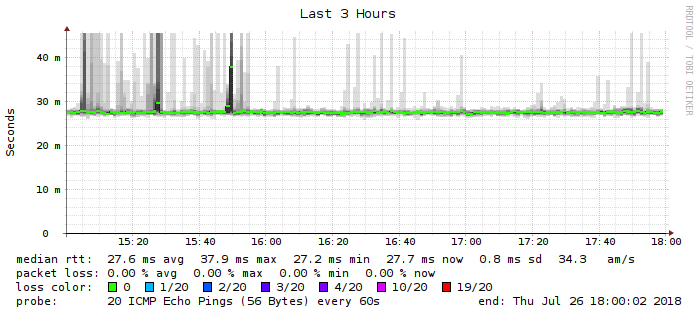 Last 3 Hours
RRDTOOL / TOBI OETIKER
Seconds
40 m
30 m
20 m
10 m
0
15:20 15:40 16:00 16:20 16:40 17:00 17:20 17:40 18:00
median rtt: 27.6 ms avg 37.9 ms max 27.2 ms min 27.7 ms now 0.8 ms sd 34.3 am/s
packet loss: 0.00 % avg 0.00 % max 0.00 % min 0.00 % now
loss color: 0 1/20 2/20 3/20 4/20 10/20 19/20
probe: 20 ICMP Echo Pings (56 Bytes) every 60s end: Thu Jul 26 18:00:02 2018